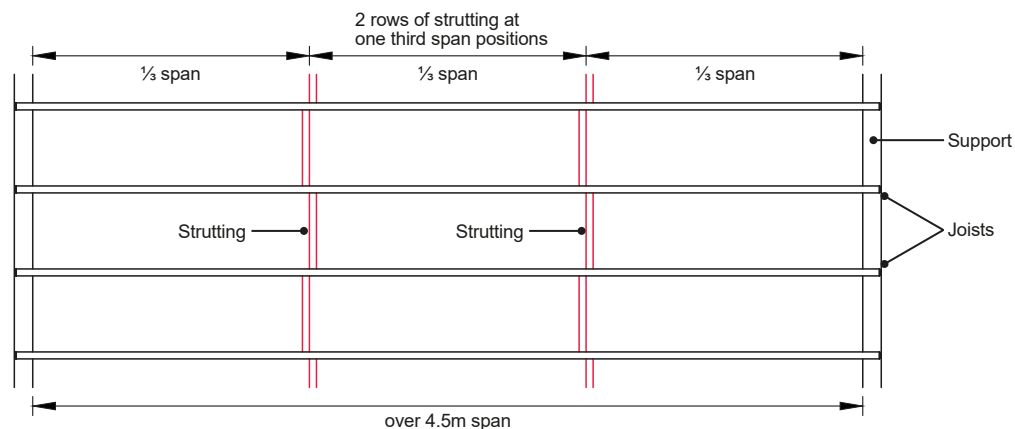 2 rows of strutting at
one third span positions
⅓ span
⅓ span
⅓ span
Support
Strutting
Strutting
Joists
over 4.5m span